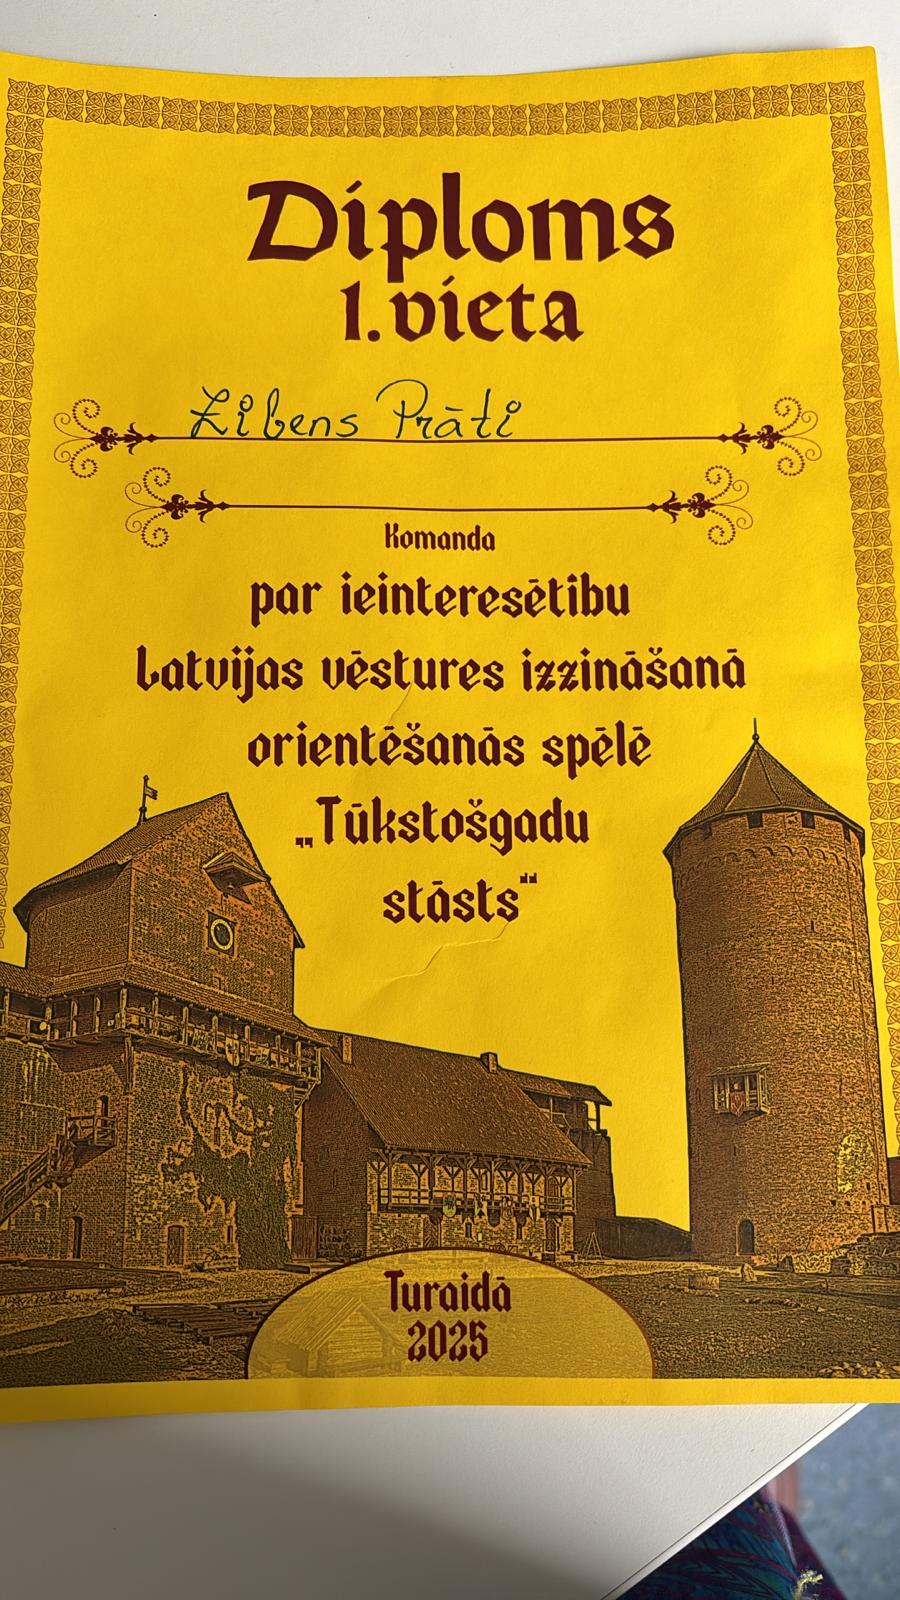 Diploms
1.vieta
Zibens Prāti
Komanda
par ieinteresētību
Latvijas vēstures izzināšanā
orientēšanās spēlē
„Tūkstošgadu
stāsts“
Turaidā
2025